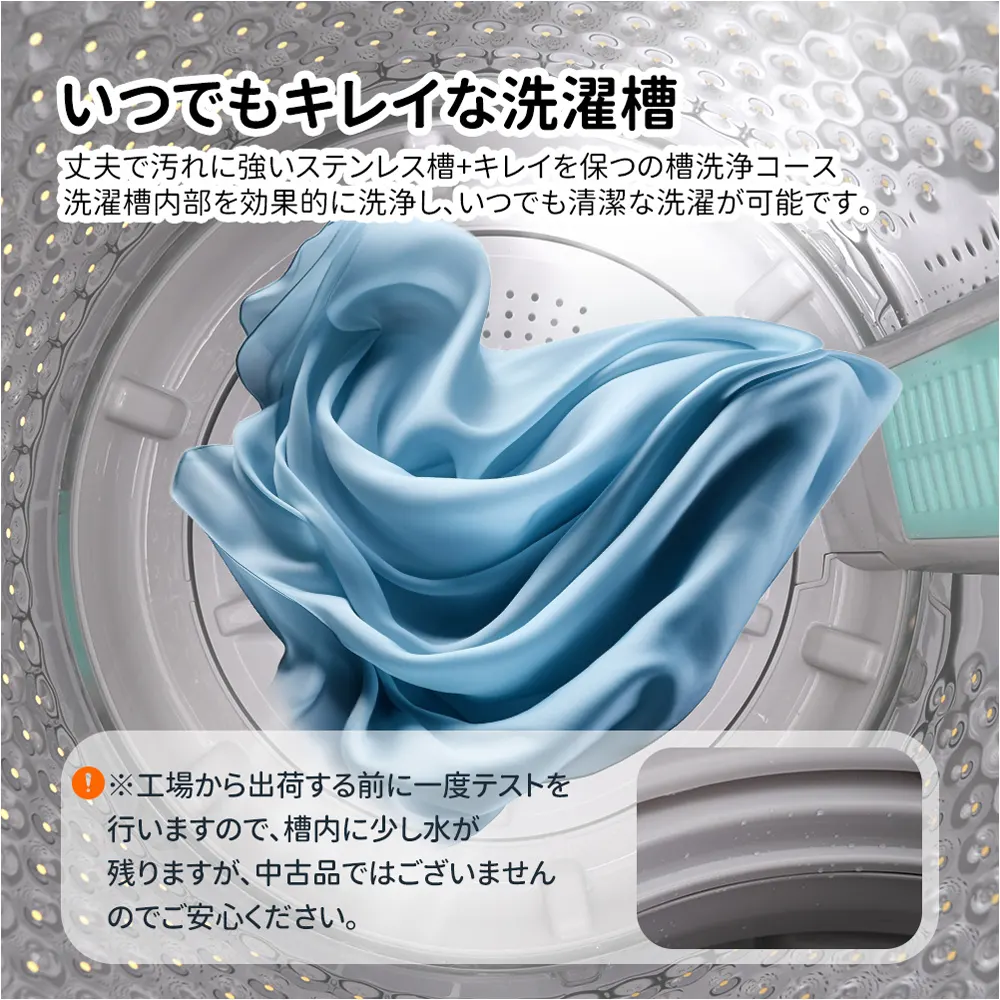 いつでもキレイな洗濯槽
丈夫で汚れに強いステンレス槽+キレイを保つの槽洗浄コース
洗濯槽内部を効果的に洗浄し、いつでも清潔な洗濯が可能です。
! ※工場から出荷する前に一度テストを
行いますので、槽内に少し水が
残りますが、中古品ではございません
のでご安心ください。